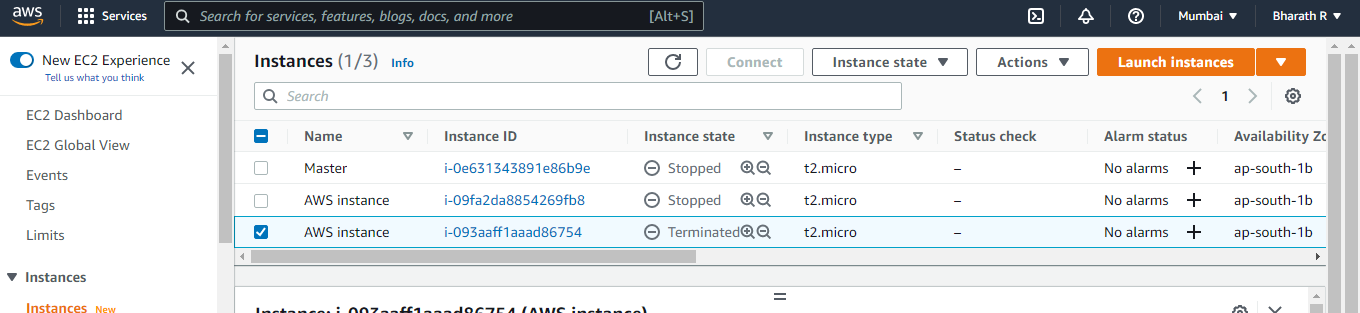 aws Services Search for services, features, blogs, docs, and more [Alt+S] Mumbai ▼ Bharath R ▼
New EC2 Experience
Tell us what you think
EC2 Dashboard
EC2 Global View
Events
Tags
Limits
Instances
Instances New
Instances (1/3) Info Connect Instance state Actions Launch instances
Search 1
Name Instance ID Instance state Instance type Status check Alarm status Availability Zo
Master i-0e631343891e86b9e Stopped t2.micro – No alarms + ap-south-1b
AWS instance i-09fa2da8854269fb8 Stopped t2.micro – No alarms + ap-south-1b
AWS instance i-093aaff1aaad86754 Terminated t2.micro – No alarms + ap-south-1b
Instance: i-093aaff1aaad86754 (AWS instance)